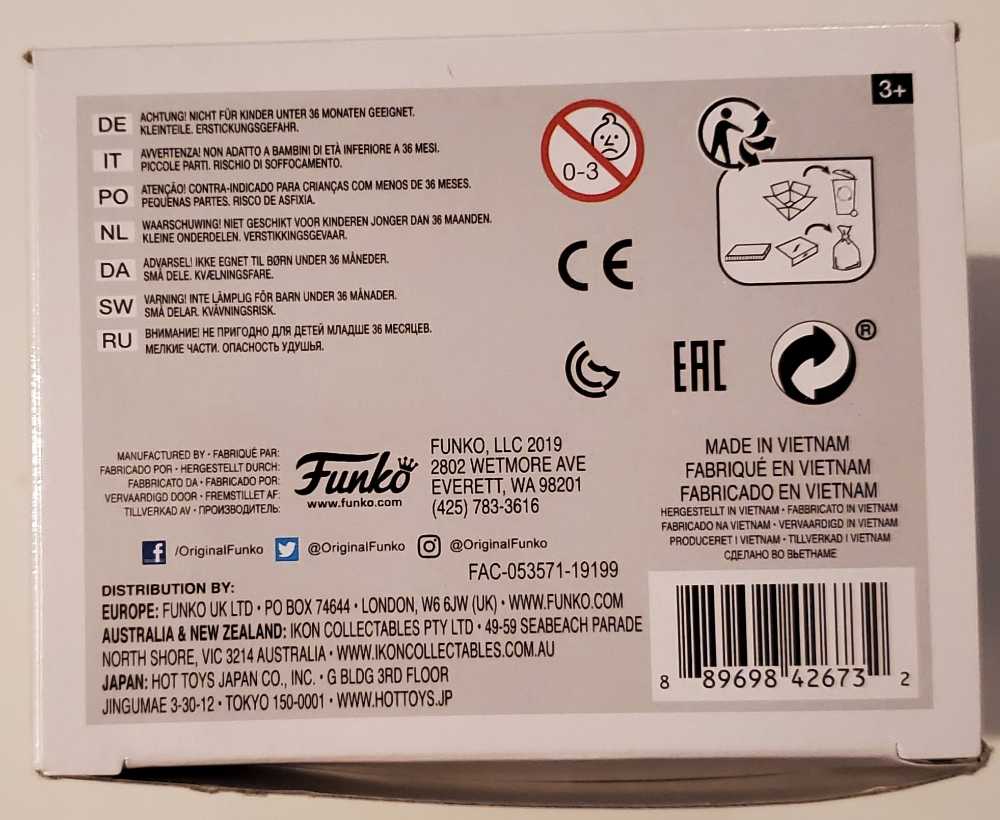 3+
DE ACHTUNG! NICHT FÜR KINDER UNTER 36 MONATEN GEEIGNET.
KLEINTEILE. ERSTICKUNGSGEFAHR.
IT AVVERTENZA! NON ADATTO A BAMBINI DI ETÀ INFERIORE A 36 MESI.
PICCOLE PARTI. RISCHIO DI SOFFOCAMENTO.
PO ATENÇÃO! CONTRA-INDICADO PARA CRIANÇAS COM MENOS DE 36 MESES.
PEQUENAS PARTES. RISCO DE ASFIXIA.
NL WAARSCHUWING! NIET GESCHIKT VOOR KINDEREN JONGER DAN 36 MAANDEN.
KLEINE ONDERDELEN. VERSTIKKINGSGEVAAR.
DA ADVARSEL! IKKE EGNET TIL BØRN UNDER 36 MÅNEDER.
SMÅ DELE. KVÆLNINGSFARE.
SW VARNING! INTE LÄMPLIG FÖR BARN UNDER 36 MÅNADER.
SMÅ DELAR. KVÄVNINGSRISK.
RU ВНИМАНИЕ! НЕ ПРИГОДНО ДЛЯ ДЕТЕЙ МЛАДШЕ 36 МЕСЯЦЕВ.
МЕЛКИЕ ЧАСТИ. ОПАСНОСТЬ УДУШЬЯ.
0-3
CE
EAC
®
MANUFACTURED BY • FABRIQUÉ PAR:
FABRICADO POR • HERGESTELLT DURCH:
FABBRICATO DA • FABRICADO POR:
VERVAARDIGD DOOR • FREMSTILLET AF:
TILLVERKAD AV • ПРОИЗВОДИТЕЛЬ:
Funko
www.funko.com
FUNKO, LLC 2019
2802 WETMORE AVE
EVERETT, WA 98201
(425) 783-3616
MADE IN VIETNAM
FABRIQUÉ EN VIETNAM
FABRICADO EN VIETNAM
HERGESTELLT IN VIETNAM • FABBRICATO IN VIETNAM
FABRICADO NA VIETNAM • VERVAARDIGD IN VIETNAM
PRODUCERET I VIETNAM • TILLVERKAD I VIETNAM
СДЕЛАНО ВО ВЬЕТНАМЕ
f /OriginalFunko @OriginalFunko @OriginalFunko
FAC-053571-19199
DISTRIBUTION BY:
EUROPE: FUNKO UK LTD • PO BOX 74644 • LONDON, W6 6JW (UK) • WWW.FUNKO.COM
AUSTRALIA & NEW ZEALAND: IKON COLLECTABLES PTY LTD • 49-59 SEABEACH PARADE
NORTH SHORE, VIC 3214 AUSTRALIA • WWW.IKONCOLLECTABLES.COM.AU
JAPAN: HOT TOYS JAPAN CO., INC. • G BLDG 3RD FLOOR
JINGUMAE 3-30-12 • TOKYO 150-0001 • WWW.HOTTOYS.JP
8 89698 42673 2